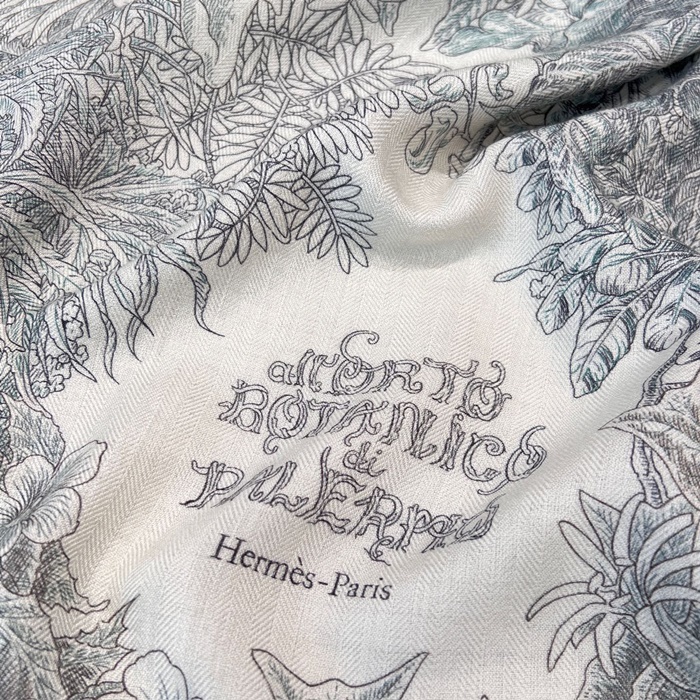 all'ORTO
BOTANICO
di
PALERMO
Hermès-Paris